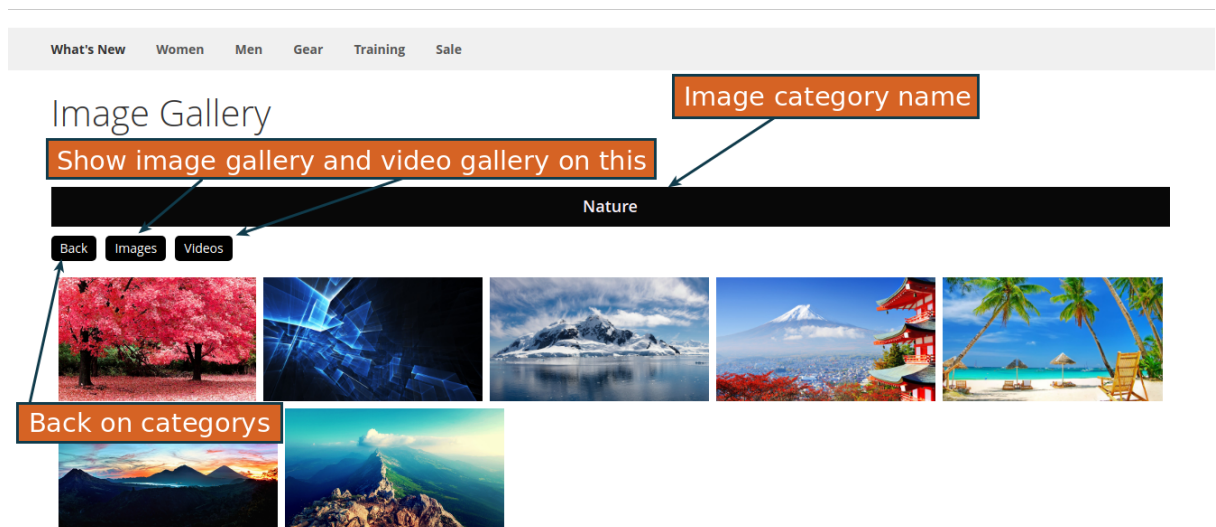 What's New Women Men Gear Training Sale
Image category name
Image Gallery
Show image gallery and video gallery on this
Nature
Back Images VIdeos
Back on categorys